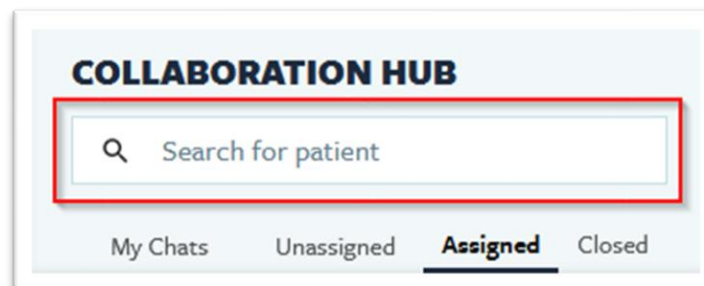 COLLABORATION HUB
Search for patient
My Chats Unassigned Assigned Closed